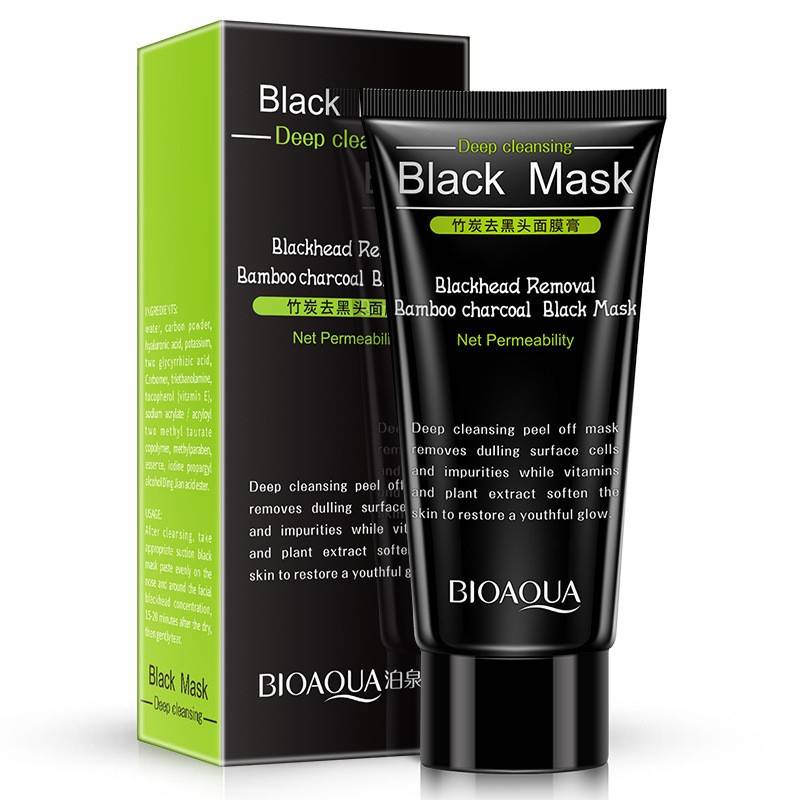 Black
Deep clea
Blackhead Re
Bamboo charcoal B
竹炭去黑头面
Net Permeabili
Deep cleansing peel off
removes dulling surface
and impurities while vit
and plant extract softe
skin to restore a youthful g
BIOAQUA泊泉
INGREDIENTS:
water, carbon powder,
hyaluronic acid, potassium,
two glycyrrhizic acid,
Carbomer, triethanolamine,
tocopherol (vitamin E),
sodium acrylate / acryloyl
two methyl taurate
copolymer, methylparaben,
essence, iodine propargyl
alcohol Ding Jian acid ester.
USAGE:
After cleansing, take
appropriate suction black
mask paste evenly on the
nose and around the facial
blackhead concentration,
15-20 minutes after the dry,
then gently tear.
Black Mask
Deep cleansing
Deep cleansing
Black Mask
竹炭去黑头面膜膏
Blackhead Removal
Bamboo charcoal Black Mask
Net Permeability
Deep cleansing peel off mask
removes dulling surface cells
and impurities while vitamins
and plant extract soften the
skin to restore a youthful glow.
BIOAQUA